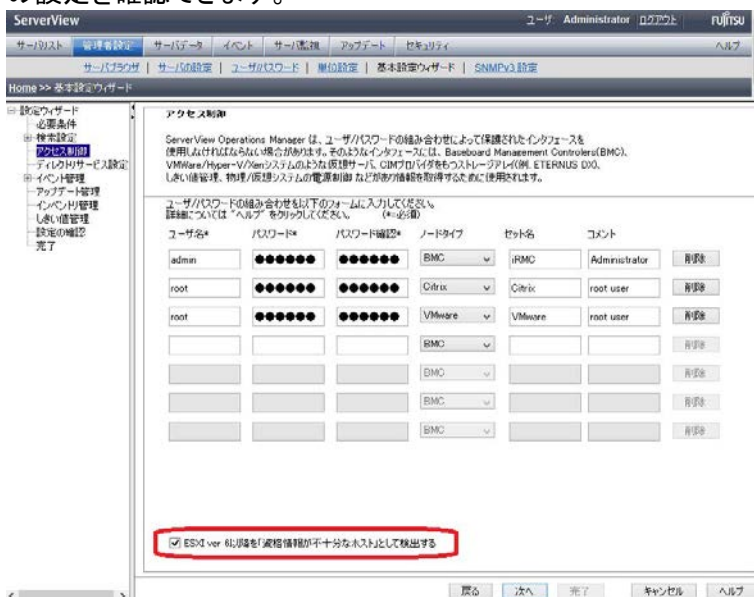 の設定を確認できます。
ServerView
ユーザ: Administrator ログアウト
FUJITSU
サーバリスト 管理者設定 サーバデータ イベント サーバ監視 アップデート セキュリティ ヘルプ
サーバブラウザ | サーバの設定 | ユーザ/パスワード | 単位設定 | 基本設定ウィザード | SNMPv3 設定
Home >> 基本設定ウィザード
設定ウィザード
必要条件
検索設定
アクセス制御
ディレクトリサービス設定
イベント管理
アップデート管理
インベントリ管理
しきい値管理
設定の確認
完了
アクセス制御
ServerView Operations Manager は、ユーザ/パスワードの組み合わせによって保護されたインタフェースを
使用しなければならない場合があります。そのようなインタフェースには、Baseboard Management Controlers(BMC)、
VMWare/Hyper-V/Xenシステムのような仮想サーバ、CIMプロバイダをもつストレージアレイ(例. ETERNUS DX)、
しきい値管理、物理/仮想システムの電源制御 などがあり情報を取得するために使用されます。
ユーザ/パスワードの組み合わせを以下のフォームに入力してください。
詳細については "ヘルプ" をクリックしてください。 (*=必須)
ユーザ名* パスワード* パスワード確認* ノードタイプ セット名 コメント
admin ●●●●●● ●●●●●● BMC iRMC Administrator 削除
root ●●●●●● ●●●●●● Citrix Citrix root user 削除
root ●●●●●● ●●●●●● VMware VMware root user 削除
BMC 削除
BMC 削除
BMC 削除
BMC 削除
ESXi ver 6以降を「資格情報が不十分なホスト」として検出する
戻る 次へ 完了 キャンセル ヘルプ